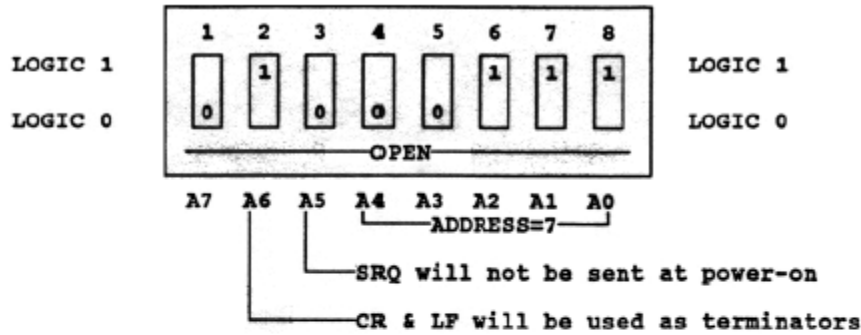 1 2 3 4 5 6 7 8
LOGIC 1 1 1 1 1 LOGIC 1
LOGIC 0 0 0 0 0 LOGIC 0
OPEN
A7 A6 A5 A4 A3 A2 A1 A0
ADDRESS=7
SRQ will not be sent at power-on
CR & LF will be used as terminators